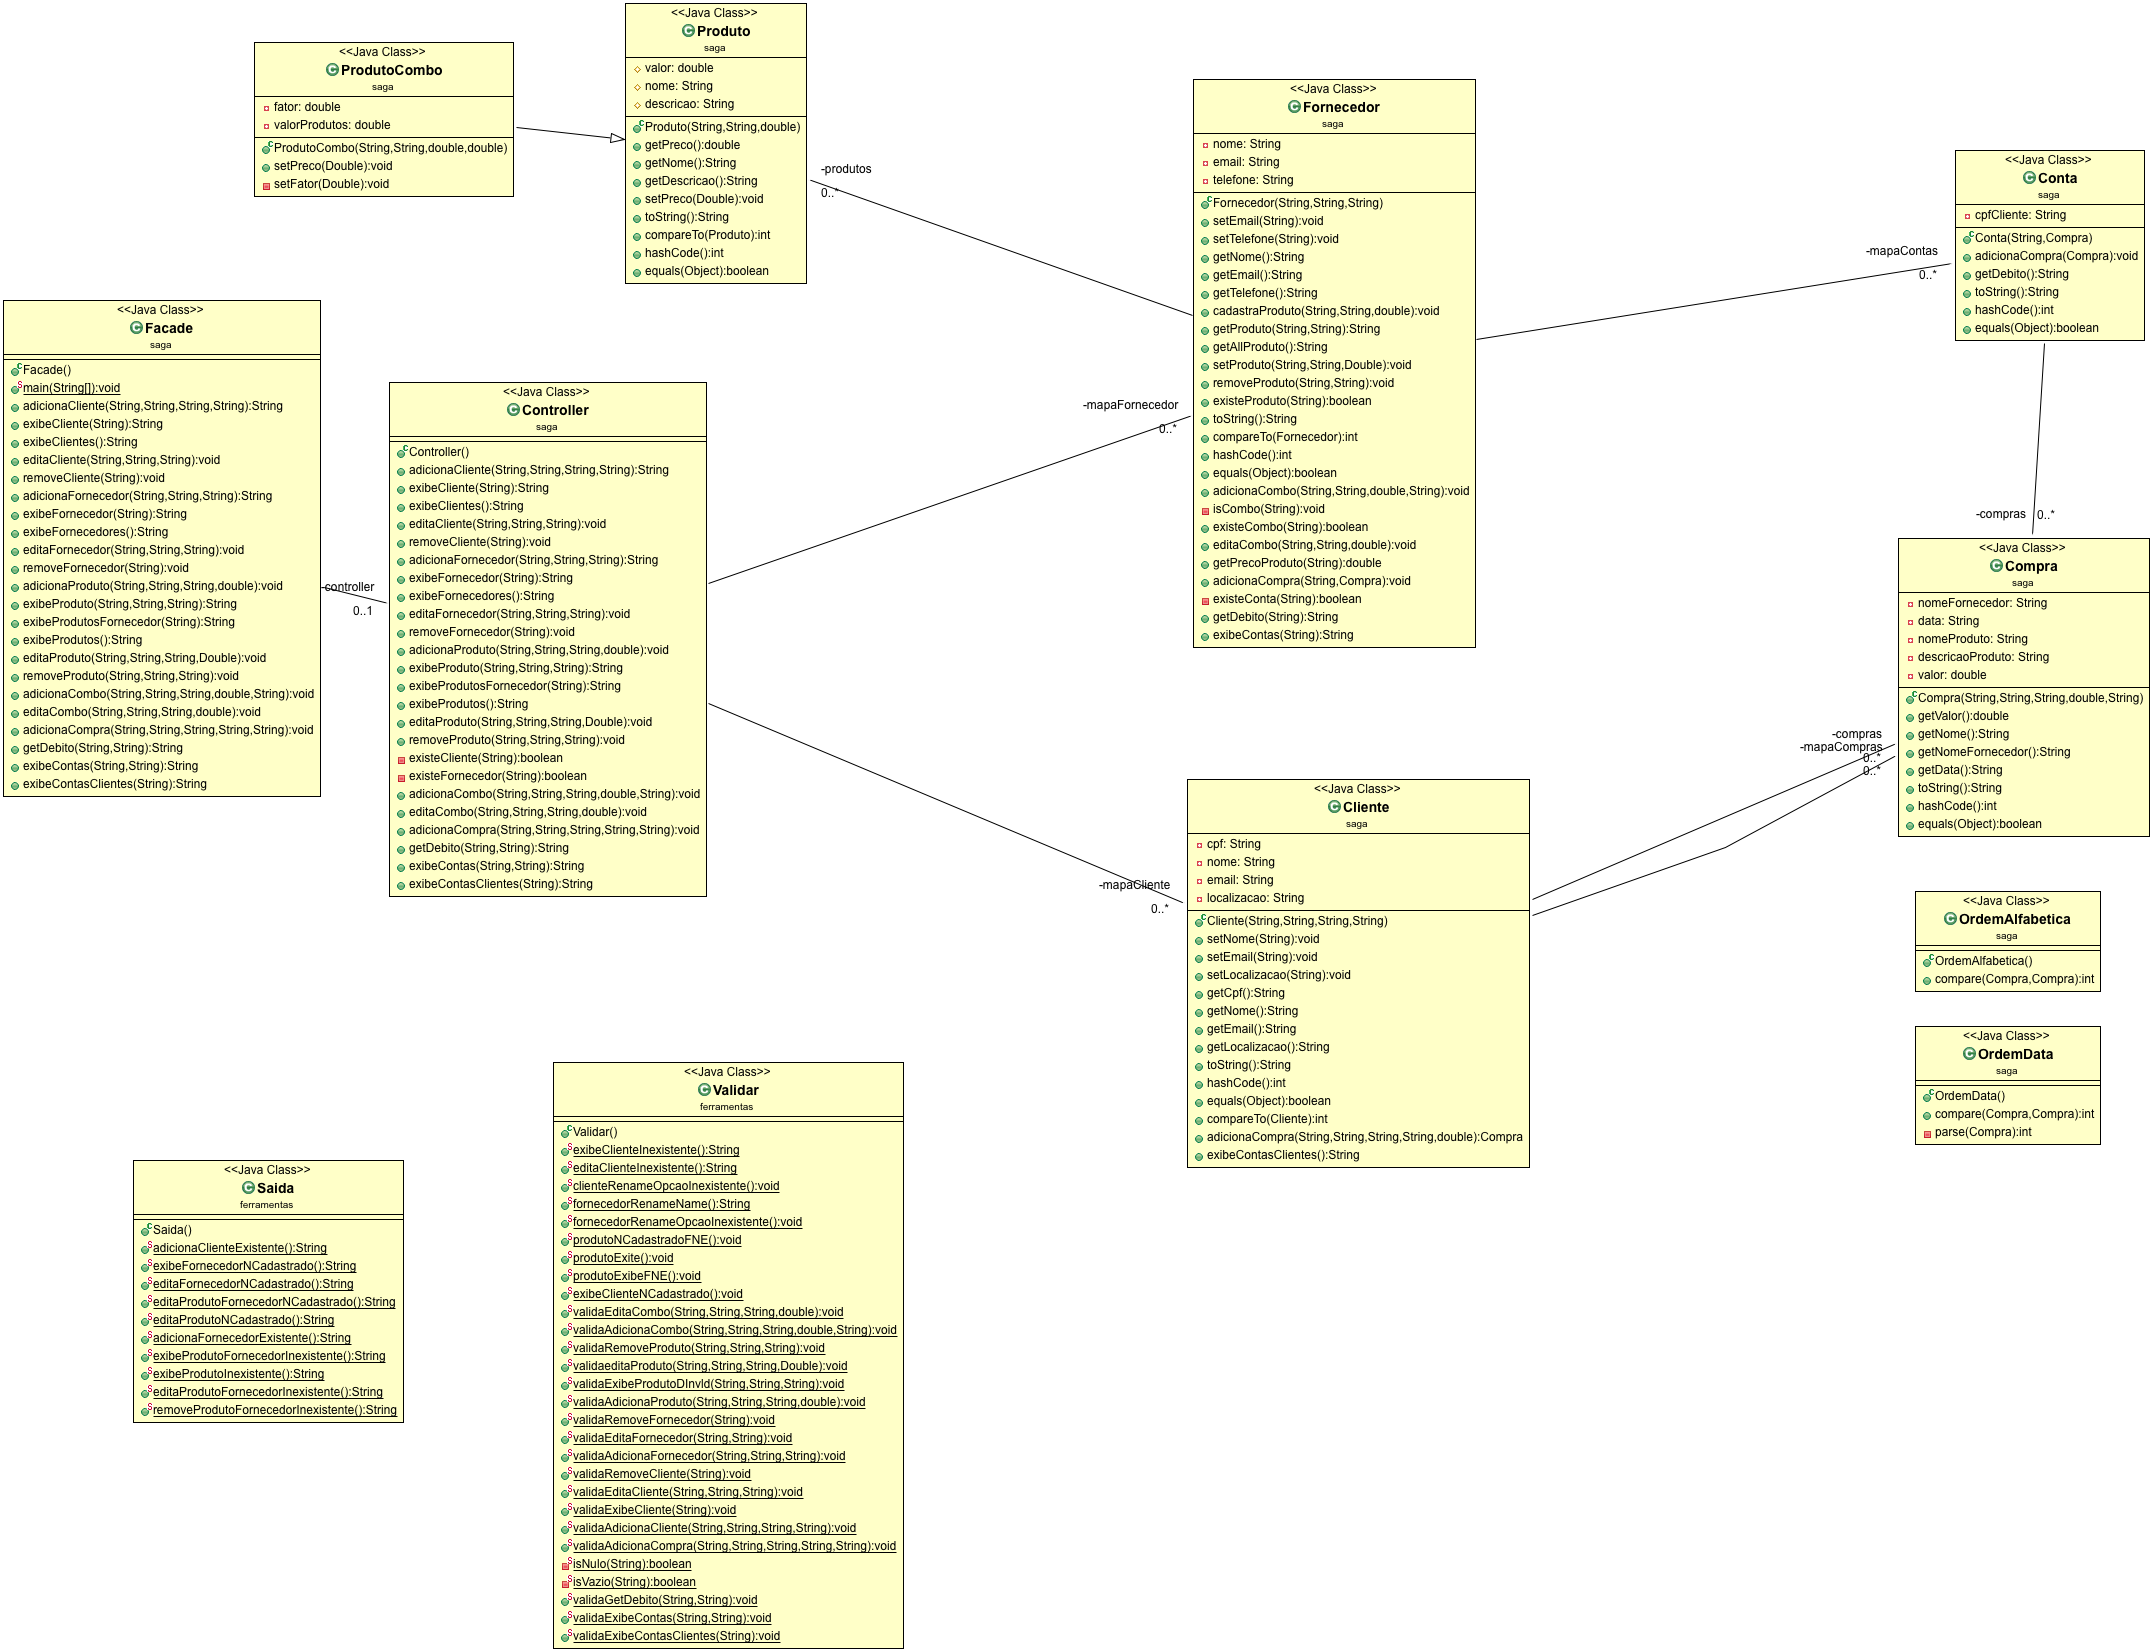 <<Java Class>>
ProdutoCombo
saga
fator: double
valorProdutos: double
ProdutoCombo(String,String,double,double)
setPreco(Double):void
setFator(Double):void
<<Java Class>>
Produto
saga
valor: double
nome: String
descricao: String
Produto(String,String,double)
getPreco():double
getNome():String
getDescricao():String
setPreco(Double):void
toString():String
compareTo(Produto):int
hashCode():int
equals(Object):boolean
-produtos
0..*
<<Java Class>>
Fornecedor
saga
nome: String
email: String
telefone: String
Fornecedor(String,String,String)
setEmail(String):void
setTelefone(String):void
getNome():String
getEmail():String
getTelefone():String
cadastraProduto(String,String,double):void
getProduto(String,String):String
getAllProduto():String
setProduto(String,String,Double):void
removeProduto(String,String):void
existeProduto(String):boolean
toString():String
compareTo(Fornecedor):int
hashCode():int
equals(Object):boolean
adicionaCombo(String,String,double,String):void
isCombo(String):void
existeCombo(String):boolean
editaCombo(String,String,double):void
getPrecoProduto(String):double
adicionaCompra(String,Compra):void
existeConta(String):boolean
getDebito(String):String
exibeContas(String):String
-mapaContas
0..*
<<Java Class>>
Conta
saga
cpfCliente: String
Conta(String,Compra)
adicionaCompra(Compra):void
getDebito():String
toString():String
hashCode():int
equals(Object):boolean
-compras
0..*
<<Java Class>>
Facade
saga
Facade()
main(String[]):void
adicionaCliente(String,String,String,String):String
exibeCliente(String):String
exibeClientes():String
editaCliente(String,String,String):void
removeCliente(String):void
adicionaFornecedor(String,String,String):String
exibeFornecedor(String):String
exibeFornecedores():String
editaFornecedor(String,String,String):void
removeFornecedor(String):void
adicionaProduto(String,String,String,double):void
exibeProduto(String,String,String):String
exibeProdutosFornecedor(String):String
exibeProdutos():String
editaProduto(String,String,String,Double):void
removeProduto(String,String,String):void
adicionaCombo(String,String,String,double,String):void
editaCombo(String,String,String,double):void
adicionaCompra(String,String,String,String,String):void
getDebito(String,String):String
exibeContas(String,String):String
exibeContasClientes(String):String
-controller
0..1
<<Java Class>>
Controller
saga
Controller()
adicionaCliente(String,String,String,String):String
exibeCliente(String):String
exibeClientes():String
editaCliente(String,String,String):void
removeCliente(String):void
adicionaFornecedor(String,String,String):String
exibeFornecedor(String):String
exibeFornecedores():String
editaFornecedor(String,String,String):void
removeFornecedor(String):void
adicionaProduto(String,String,String,double):void
exibeProduto(String,String,String):String
exibeProdutosFornecedor(String):String
exibeProdutos():String
editaProduto(String,String,String,Double):void
removeProduto(String,String,String):void
existeCliente(String):boolean
existeFornecedor(String):boolean
adicionaCombo(String,String,String,double,String):void
editaCombo(String,String,String,double):void
adicionaCompra(String,String,String,String,String):void
getDebito(String,String):String
exibeContas(String,String):String
exibeContasClientes(String):String
-mapaFornecedor
0..*
-mapaCliente
0..*
<<Java Class>>
Compra
saga
nomeFornecedor: String
data: String
nomeProduto: String
descricaoProduto: String
valor: double
Compra(String,String,String,double,String)
getValor():double
getNome():String
getNomeFornecedor():String
getData():String
toString():String
hashCode():int
equals(Object):boolean
-compras
-mapaCompras
0..*
0..*
<<Java Class>>
Cliente
saga
cpf: String
nome: String
email: String
localizacao: String
Cliente(String,String,String,String)
setNome(String):void
setEmail(String):void
setLocalizacao(String):void
getCpf():String
getNome():String
getEmail():String
getLocalizacao():String
toString():String
hashCode():int
equals(Object):boolean
compareTo(Cliente):int
adicionaCompra(String,String,String,String,double):Compra
exibeContasClientes():String
<<Java Class>>
OrdemAlfabetica
saga
OrdemAlfabetica()
compare(Compra,Compra):int
<<Java Class>>
OrdemData
saga
OrdemData()
compare(Compra,Compra):int
parse(Compra):int
<<Java Class>>
Validar
ferramentas
Validar()
exibeClienteInexistente():String
editaClienteInexistente():String
clienteRenameOpcaoInexistente():void
fornecedorRenameName():String
fornecedorRenameOpcaoInexistente():void
produtoNCadastradoFNE():void
produtoExite():void
produtoExibeFNE():void
exibeClienteNCadastrado():void
validaEditaCombo(String,String,String,double):void
validaAdicionaCombo(String,String,String,double,String):void
validaRemoveProduto(String,String,String):void
validaeditaProduto(String,String,String,Double):void
validaExibeProdutoDInvld(String,String,String):void
validaAdicionaProduto(String,String,String,double):void
validaRemoveFornecedor(String):void
validaEditaFornecedor(String,String):void
validaAdicionaFornecedor(String,String,String):void
validaRemoveCliente(String):void
validaEditaCliente(String,String,String):void
validaExibeCliente(String):void
validaAdicionaCliente(String,String,String,String):void
validaAdicionaCompra(String,String,String,String,String):void
isNulo(String):boolean
isVazio(String):boolean
validaGetDebito(String,String):void
validaExibeContas(String,String):void
validaExibeContasClientes(String):void
<<Java Class>>
Saida
ferramentas
Saida()
adicionaClienteExistente():String
exibeFornecedorNCadastrado():String
editaFornecedorNCadastrado():String
editaProdutoFornecedorNCadastrado():String
editaProdutoNCadastrado():String
adicionaFornecedorExistente():String
exibeProdutoFornecedorInexistente():String
exibeProdutoInexistente():String
editaProdutoFornecedorInexistente():String
removeProdutoFornecedorInexistente():String